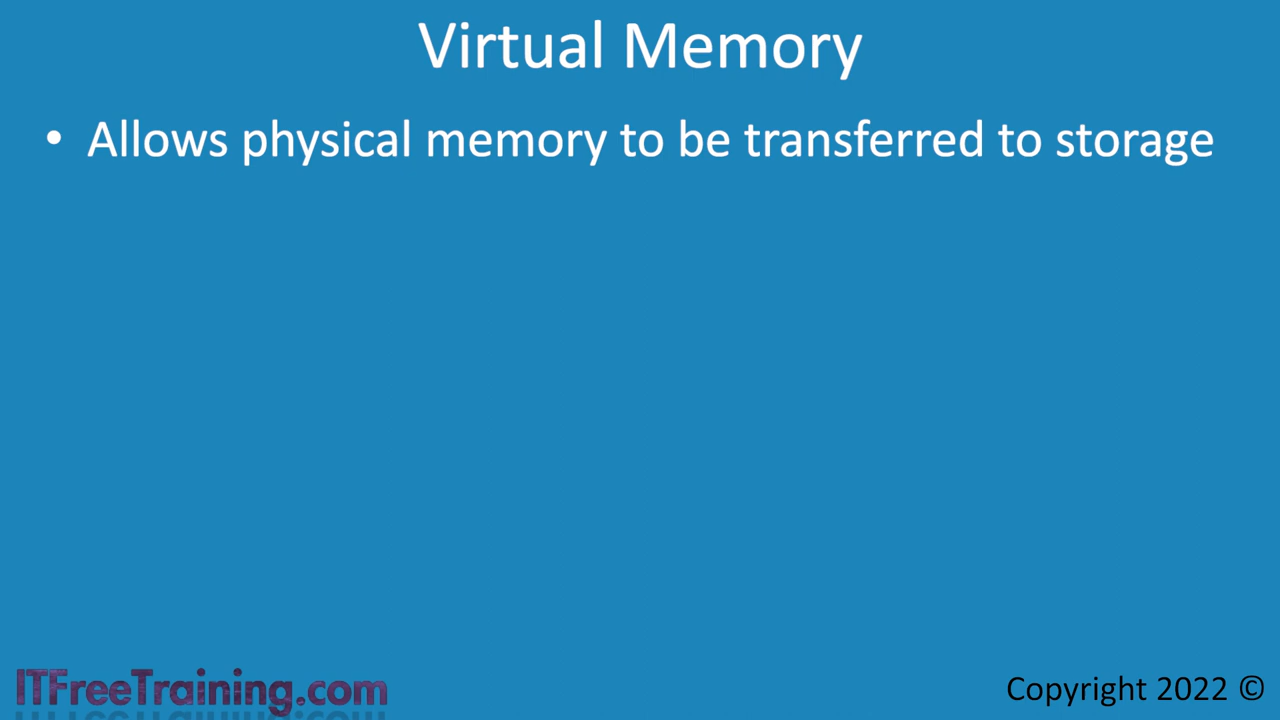 Virtual Memory
• Allows physical memory to be transferred to storage
ITFreeTraining.com
Copyright 2022 ©